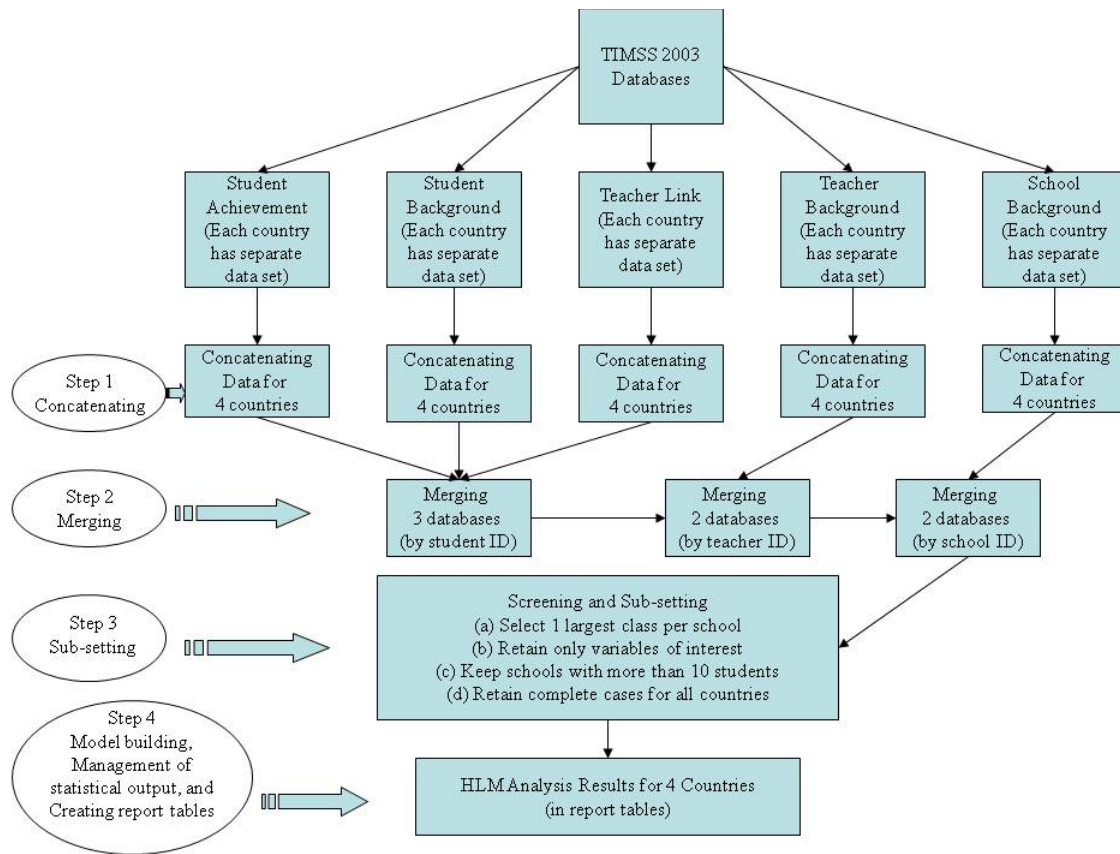 TIMSS 2003
Databases
Student
Achievement
(Each country
has separate
data set)
Student
Background
(Each country
has separate
data set)
Teacher Link
(Each country
has separate
data set)
Teacher
Background
(Each country
has separate
data set)
School
Background
(Each country
has separate
data set)
Step 1
Concatenating
Concatenating
Data for
4 countries
Concatenating
Data for
4 countries
Concatenating
Data for
4 countries
Concatenating
Data for
4 countries
Concatenating
Data for
4 countries
Step 2
Merging
Merging
3 databases
(by student ID)
Merging
2 databases
(by teacher ID)
Merging
2 databases
(by school ID)
Step 3
Sub-setting
Screening and Sub-setting
(a) Select 1 largest class per school
(b) Retain only variables of interest
(c) Keep schools with more than 10 students
(d) Retain complete cases for all countries
Step 4
Model building,
Management of
statistical output, and
Creating report tables
HLM Analysis Results for 4 Countries
(in report tables)